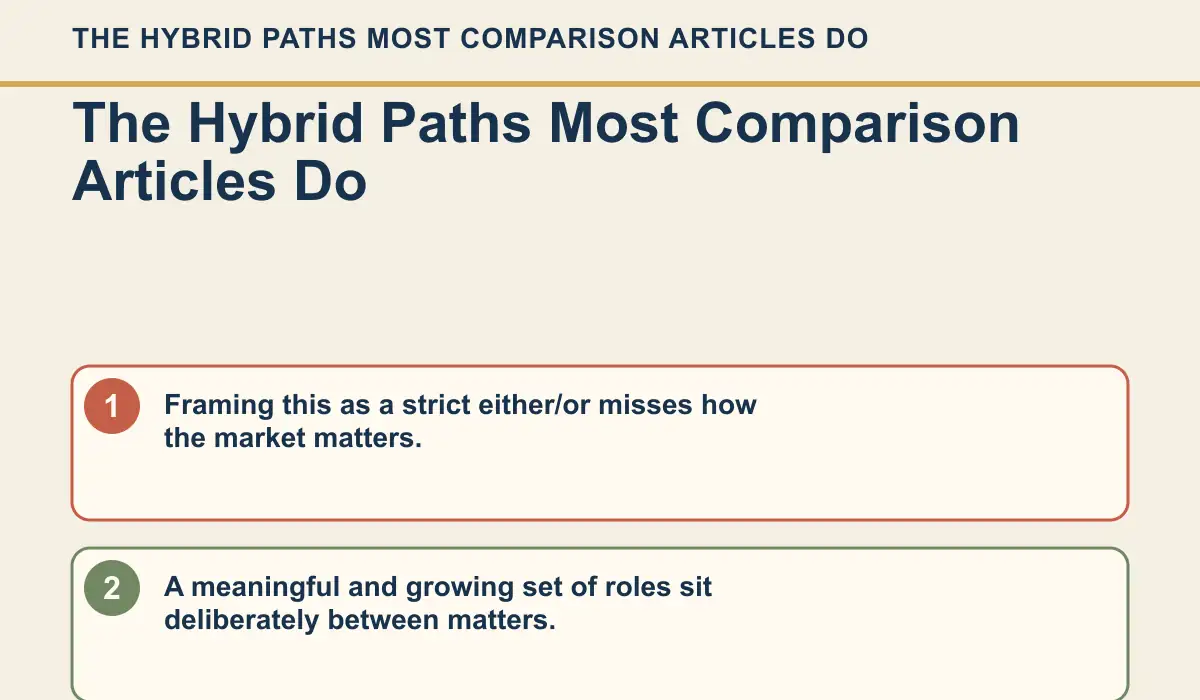 THE HYBRID PATHS MOST COMPARISON ARTICLES DO
The Hybrid Paths Most Comparison
Articles Do
1
Framing this as a strict either/or misses how
the market matters.
2
A meaningful and growing set of roles sit
deliberately between matters.